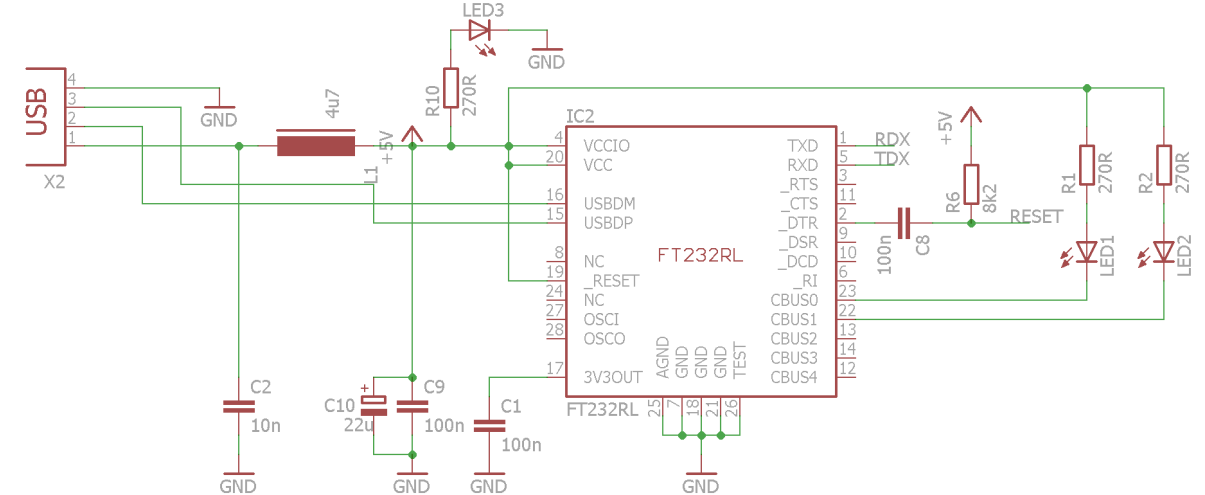 LED3
GND
R10
270R
USB
4
3
2
1
X2
GND
4u7
L1
+5V
C2
10n
GND
C10
+
22u
C9
100n
GND
C1
100n
GND
IC2
4 VCCIO TXD 1 RDX
20 VCC RXD 5 TDX
_RTS 3
16 USBDM _CTS 11
15 USBDP _DTR 2
_DSR 9
FT232RL
8 NC _DCD 10
19 _RESET _RI 6
24 NC CBUS0 23
27 OSCI CBUS1 22
28 OSCO CBUS2 13
CBUS3 14
17 3V3OUT CBUS4 12
AGND GND GND GND TEST
25 7 18 21 26
FT232RL
GND
100n
C8
+5V
R6
8k2
RESET
R1
270R
LED1
R2
270R
LED2